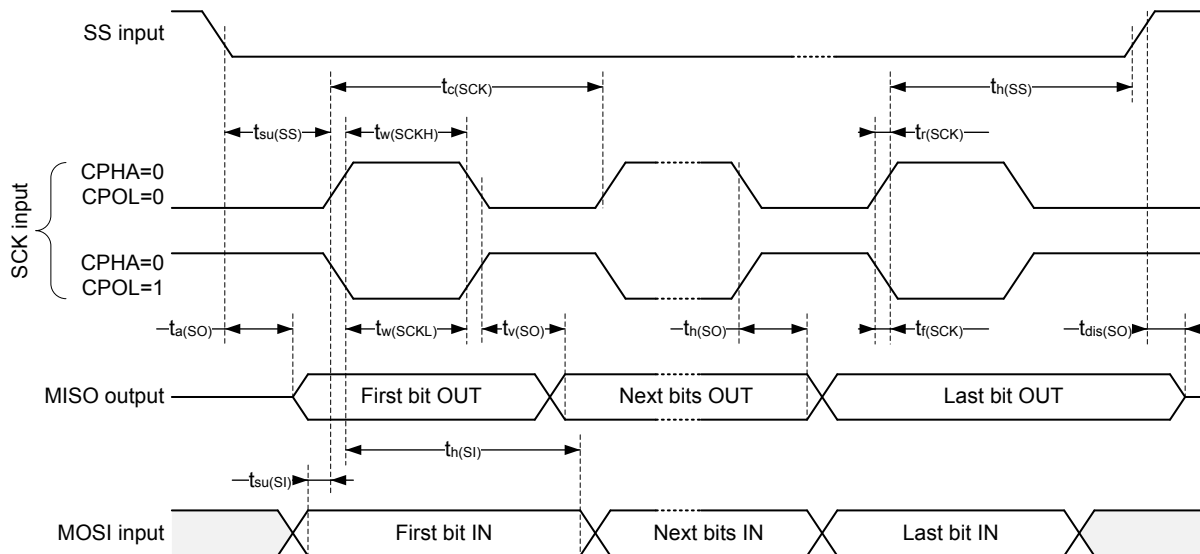 SS input
tc(SCK)
th(SS)
tsu(SS)
tw(SCKH)
tr(SCK)
SCK input
CPHA=0
CPOL=0
CPHA=0
CPOL=1
ta(SO)
tw(SCKL)
tv(SO)
th(SO)
tf(SCK)
tdis(SO)
MISO output
First bit OUT
Next bits OUT
Last bit OUT
th(SI)
tsu(SI)
MOSI input
First bit IN
Next bits IN
Last bit IN